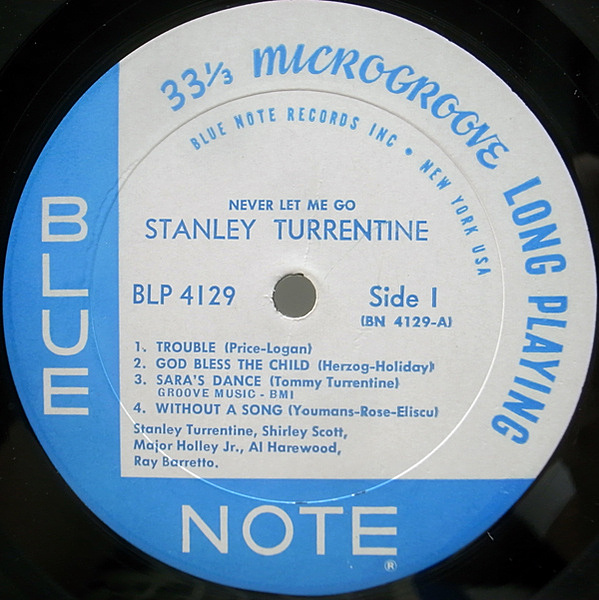 33⅓ MICROGROOVE LONG PLAYING
BLUE NOTE RECORDS INC • NEW YORK USA
NEVER LET ME GO
STANLEY TURRENTINE
BLP 4129
Side 1
(BN 4129-A)
1. TROUBLE (Price-Logan)
2. GOD BLESS THE CHILD (Herzog-Holiday)
3. SARA'S DANCE (Tommy Turrentine)
GROOVE MUSIC - BMI
4. WITHOUT A SONG (Youmans-Rose-Eliscu)
Stanley Turrentine, Shirley Scott,
Major Holley Jr., Al Harewood,
Ray Barretto.
BLUE
NOTE
®